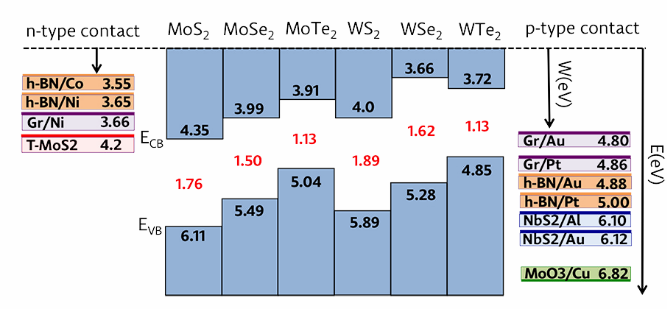 n-type contact
MoS2 MoSe2 MoTe2 WS2 WSe2 WTe2
p-type contact
h-BN/Co 3.55
h-BN/Ni 3.65
Gr/Ni 3.66
T-MoS2 4.2
ECB
EVB
4.35 3.99 3.91 4.0 3.66 3.72
1.76 1.50 1.13 1.89 1.62 1.13
6.11 5.49 5.04 5.89 5.28 4.85
W(eV)
Gr/Au 4.80
Gr/Pt 4.86
h-BN/Au 4.88
h-BN/Pt 5.00
NbS2/Al 6.10
NbS2/Au 6.12
MoO3/Cu 6.82
E(eV)